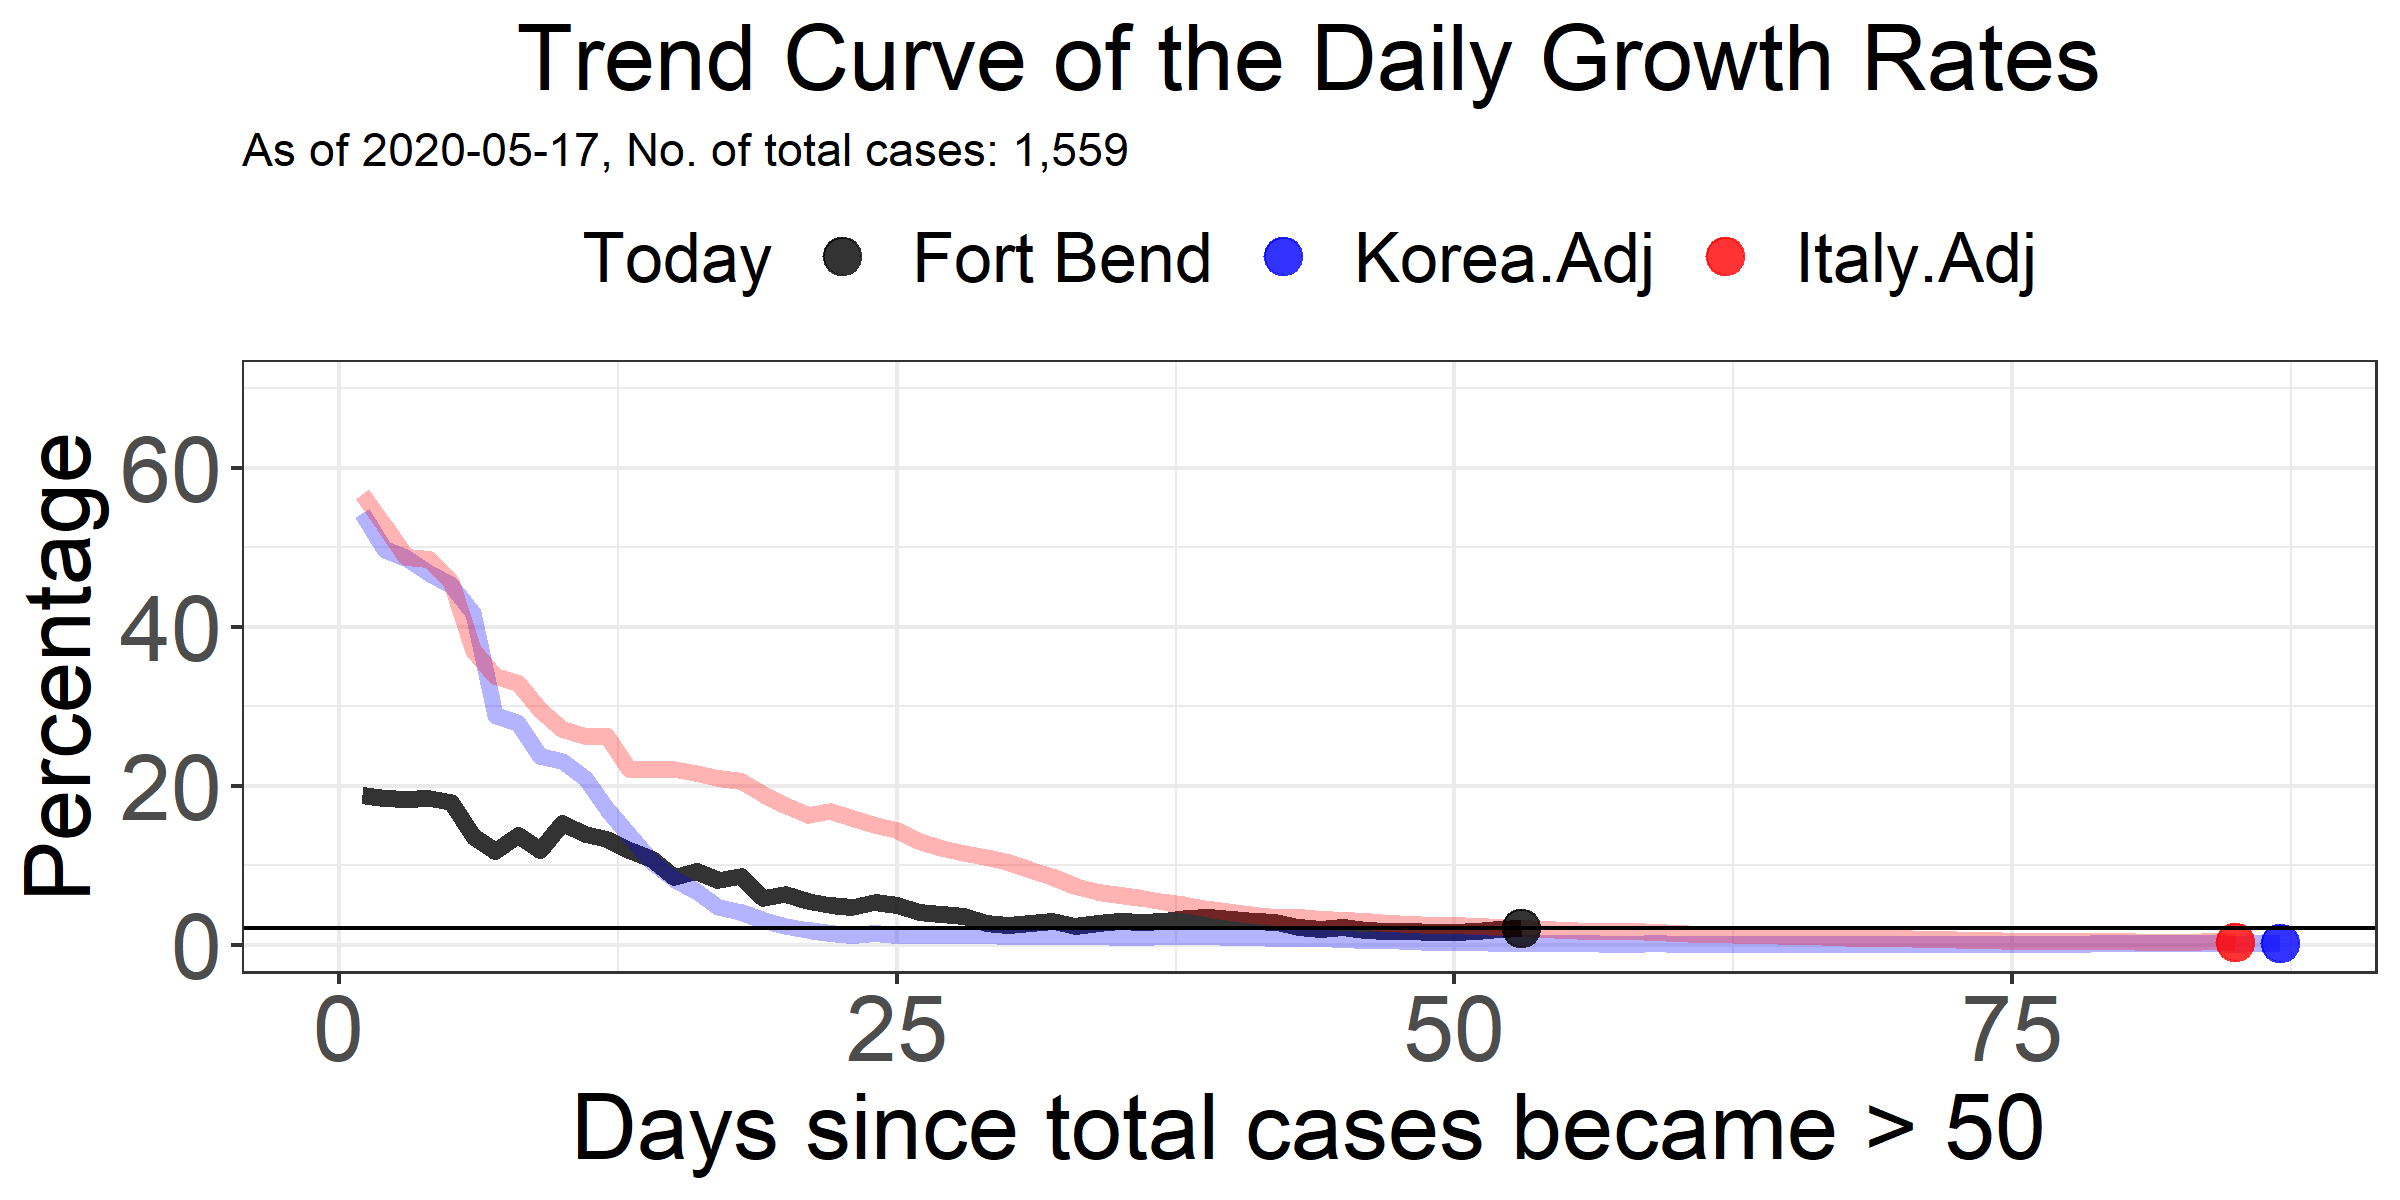 Trend Curve of the Daily Growth Rates
As of 2020-05-17, No. of total cases: 1,559
Today Fort Bend Korea.Adj Italy.Adj
Percentage
60
40
20
0
0 25 50 75
Days since total cases became > 50